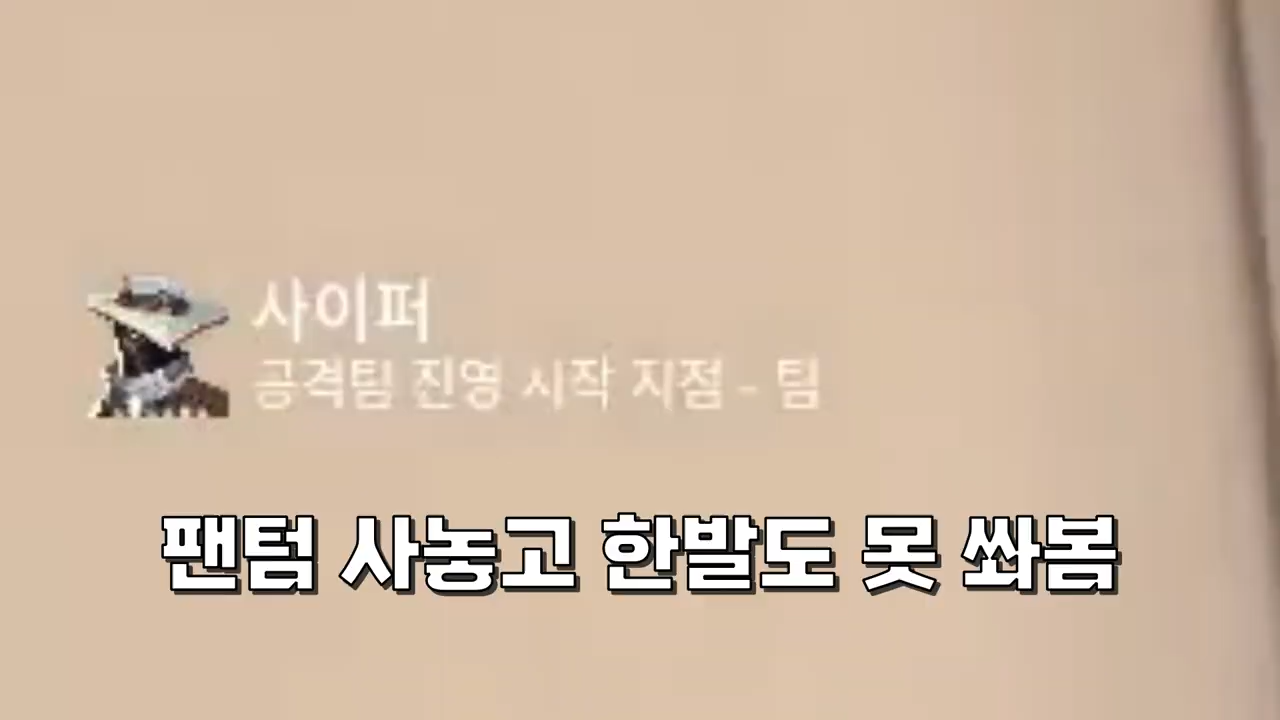 사이퍼
공격팀 진영 시작 지점 - 팀
팬텀 사놓고 한발도 못 쏴봄